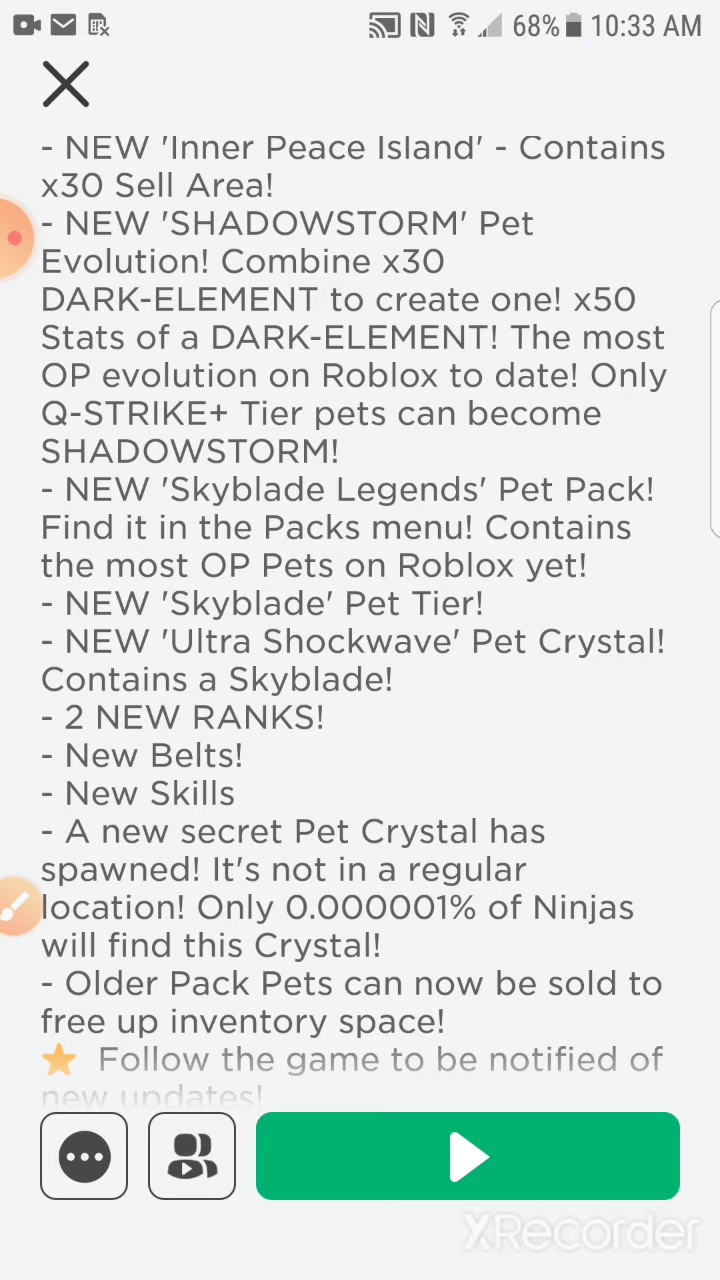 68% 10:33 AM
- NEW 'Inner Peace Island' - Contains
x30 Sell Area!
- NEW 'SHADOWSTORM' Pet
Evolution! Combine x30
DARK-ELEMENT to create one! x50
Stats of a DARK-ELEMENT! The most
OP evolution on Roblox to date! Only
Q-STRIKE+ Tier pets can become
SHADOWSTORM!
- NEW 'Skyblade Legends' Pet Pack!
Find it in the Packs menu! Contains
the most OP Pets on Roblox yet!
- NEW 'Skyblade' Pet Tier!
- NEW 'Ultra Shockwave' Pet Crystal!
Contains a Skyblade!
- 2 NEW RANKS!
- New Belts!
- New Skills
- A new secret Pet Crystal has
spawned! It's not in a regular
location! Only 0.000001% of Ninjas
will find this Crystal!
- Older Pack Pets can now be sold to
free up inventory space!
⭐ Follow the game to be notified of
new updates!
XRecorder